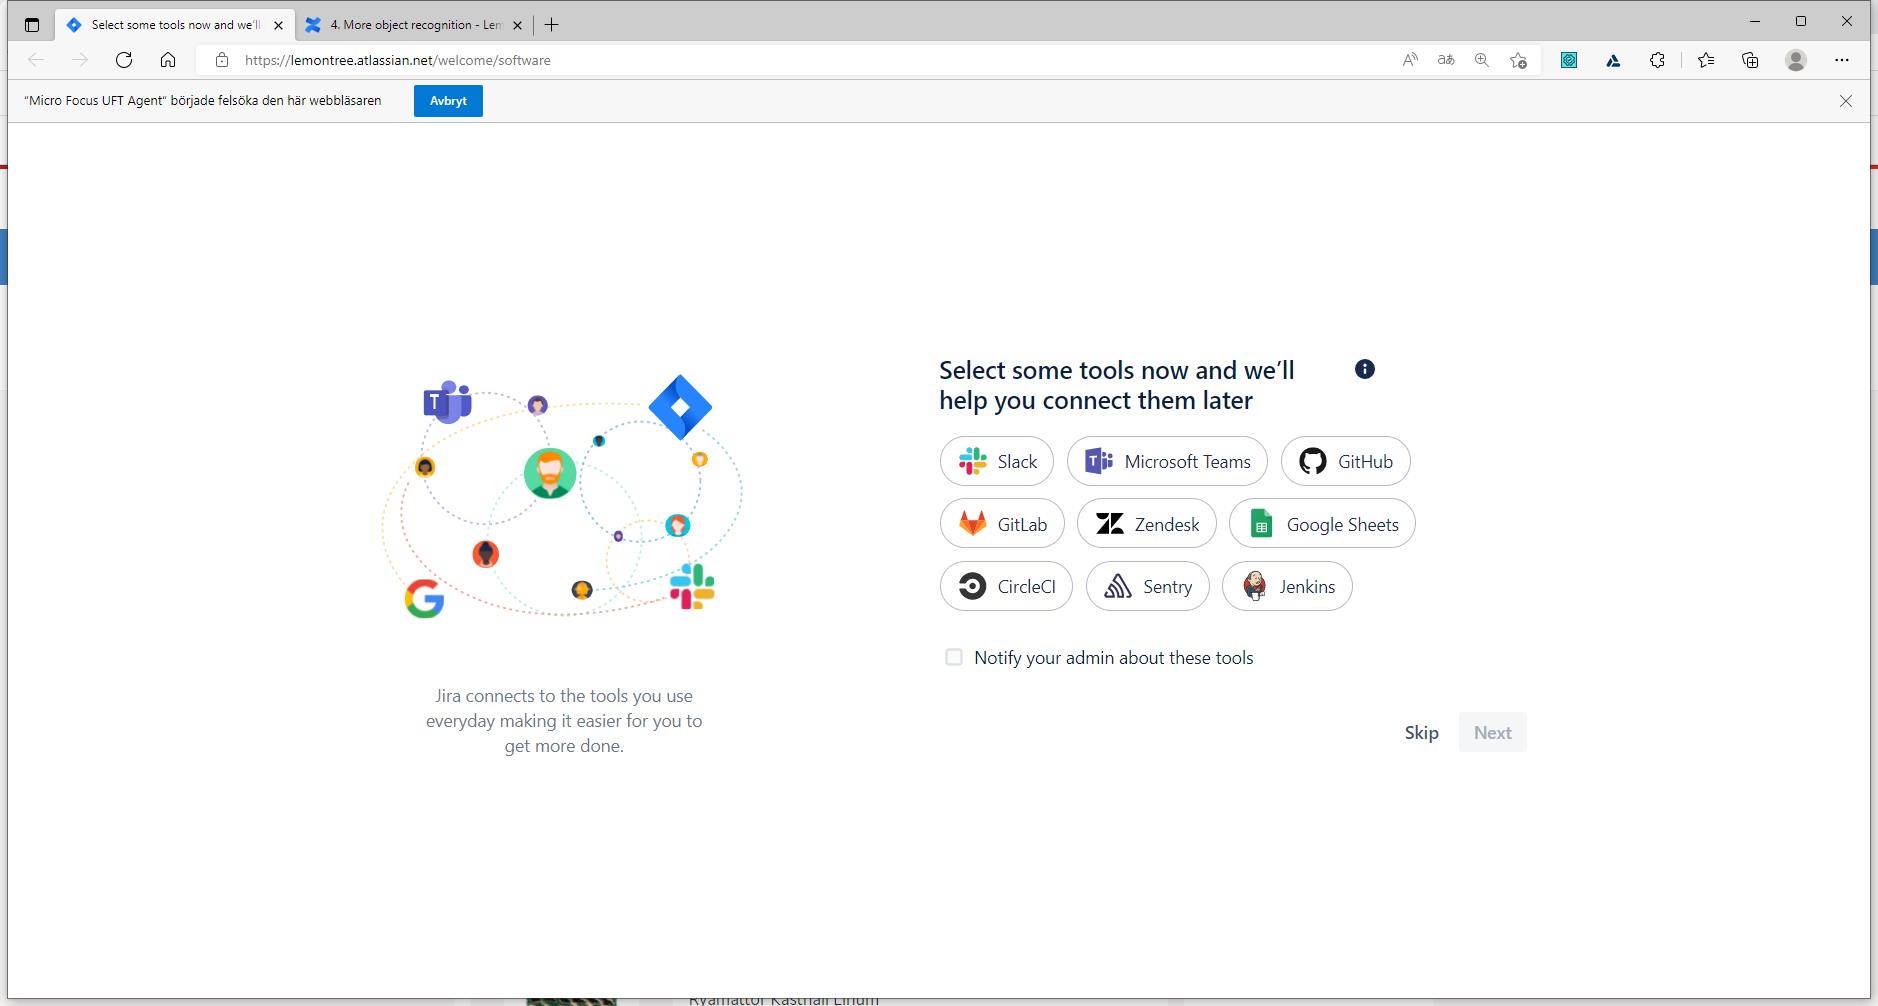 Select some tools now and we'll
4. More object recognition - Lem
https://lemontree.atlassian.net/welcome/software
"Micro Focus UFT Agent" började felsöka den här webbläsaren
Avbryt
Select some tools now and we'll
help you connect them later
Slack
Microsoft Teams
GitHub
GitLab
Zendesk
Google Sheets
CircleCI
Sentry
Jenkins
Notify your admin about these tools
Skip
Next
Jira connects to the tools you use
everyday making it easier for you to
get more done.